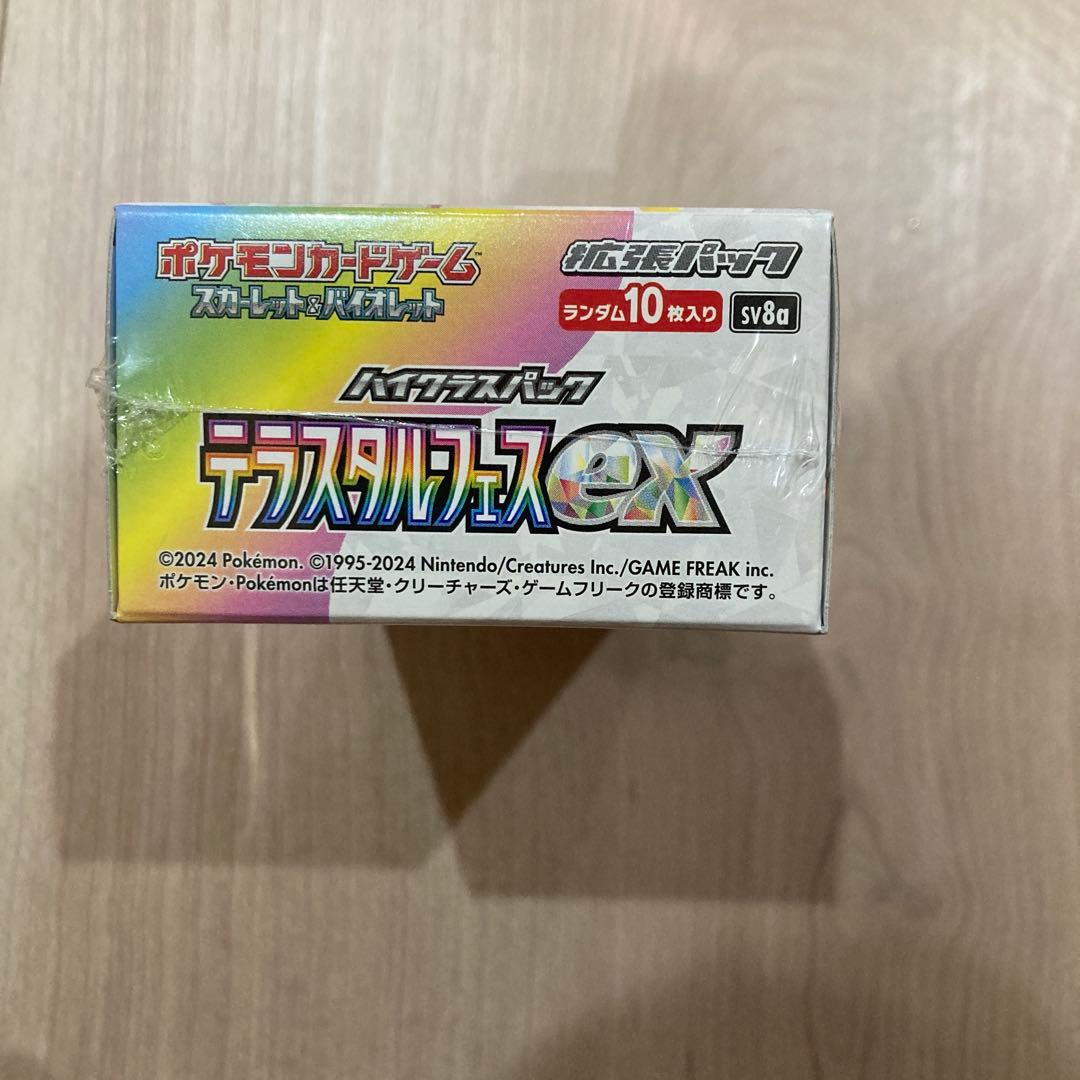 ポケモンカードゲーム™
スカーレット&バイオレット
拡張パック
ランダム10枚入り
SV8a
ハイクラスパック
テラスタルフェスex
©2024 Pokémon. ©1995-2024 Nintendo/Creatures Inc./GAME FREAK inc.
ポケモン・Pokémonは任天堂・クリーチャーズ・ゲームフリークの登録商標です。